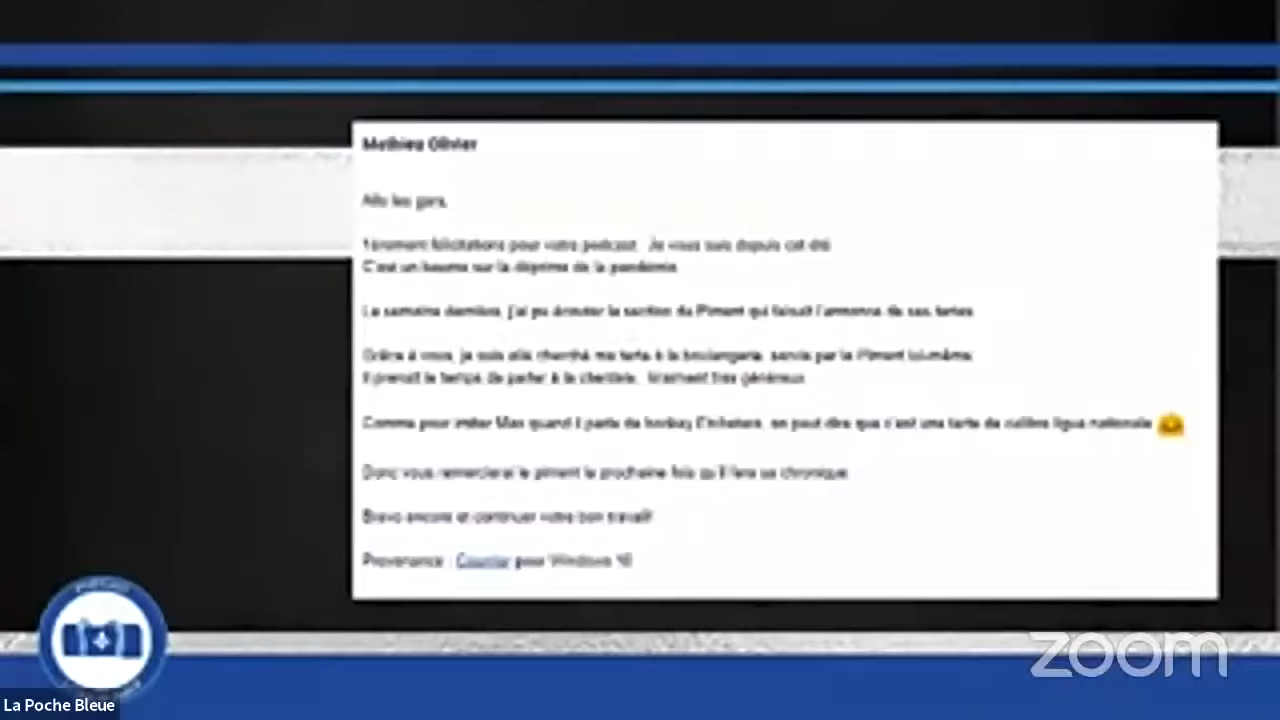 Mathieu Olivier
Allo les gars,
félicitations pour votre podcast. Je vous suis depuis cet été
C'est un baume sur la déprime de la pandémie
La semaine dernière, j'ai pu écouter la section du Piment qui faisait l'annonce de ses tartes
Grâce à vous, je suis allé cherché ma tarte à la boulangerie, servie par le Piment lui-même
Il prenait le temps de parler à la clientèle. Vraiment très généreux
Comme pour imiter Max quand il parle de hockey on peut dire que c'est une tarte de calibre ligue nationale
Donc vous remercierai le piment la prochaine fois qu'il fera sa chronique
Bravo encore et continuer votre bon travail!
Provenance : Courrier pour Windows 10
zoom
La Poche Bleue